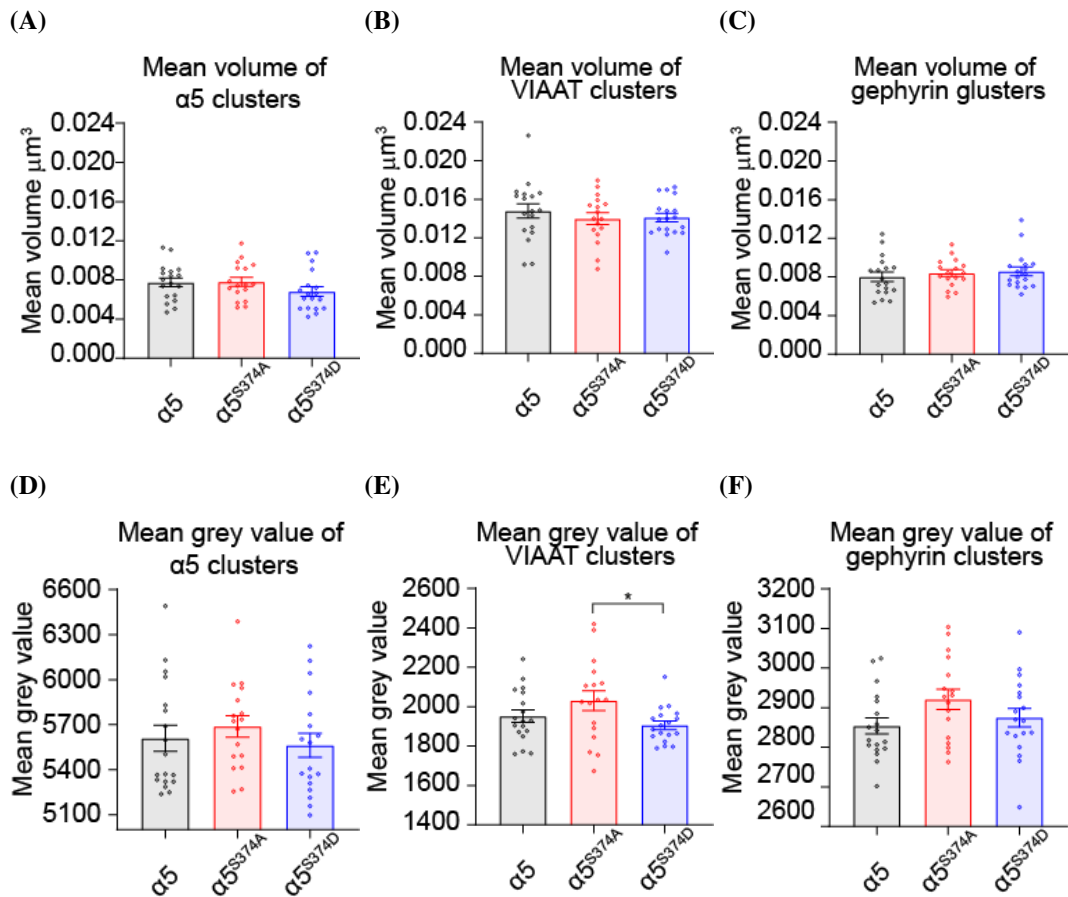 (A)
Mean volume of
α5 clusters
Mean volume μm³
0.024
0.020
0.016
0.012
0.008
0.004
0.000
α5
α5S374A
α5S374D
(B)
Mean volume of
VIAAT clusters
Mean volume μm³
0.024
0.020
0.016
0.012
0.008
0.004
0.000
α5
α5S374A
α5S374D
(C)
Mean volume of
gephyrin glusters
Mean volume μm³
0.024
0.020
0.016
0.012
0.008
0.004
0.000
α5
α5S374A
α5S374D
(D)
Mean grey value of
α5 clusters
Mean grey value
6600
6300
6000
5700
5400
5100
α5
α5S374A
α5S374D
(E)
Mean grey value of
VIAAT clusters
Mean grey value
2600
2400
2200
2000
1800
1600
1400
*
α5
α5S374A
α5S374D
(F)
Mean grey value of
gephyrin clusters
Mean grey value
3200
3100
3000
2900
2800
2700
2600
α5
α5S374A
α5S374D